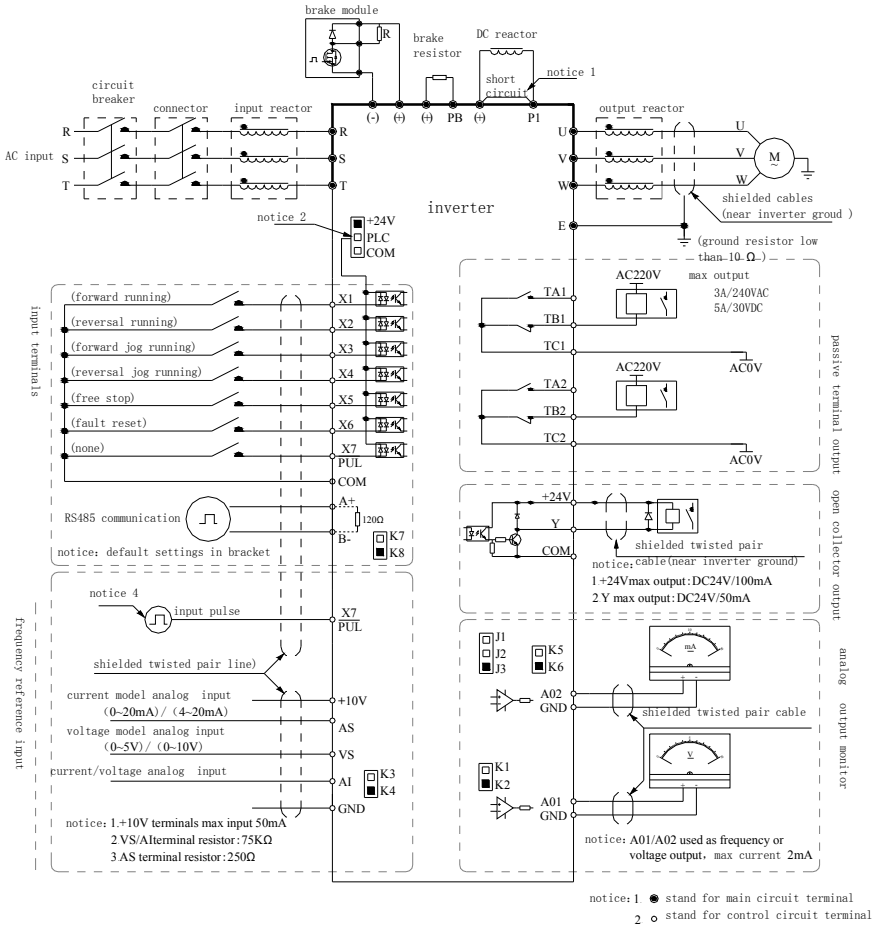 brake module
R
brake
resistor
DC reactor
notice 1
short
circuit
(-)
(+)
(+)
PB
(+)
P1
circuit
breaker
connector
input reactor
output reactor
AC input
R
S
T
R
S
T
U
V
W
U
V
W
M
~
E
shielded cables
(near inverter groud )
(ground resistor low
than 10 Ω )
inverter
notice 2
+24V
PLC
COM
input terminals
(forward running)
X1
(reversal running)
X2
(forward jog running)
X3
(reversal jog running)
X4
(free stop)
X5
(fault reset)
X6
(none)
X7
PUL
COM
RS485 communication
A+
120Ω
B-
K7
K8
notice: default settings in bracket
frequency reference input
notice 4
input pulse
X7
PUL
shielded twisted pair line)
current model analog input
(0~20mA) / (4~20mA)
+10V
AS
voltage model analog input
(0~5V) / (0~10V)
VS
current/voltage analog input
AI
K3
K4
GND
notice: 1.+10V terminals max input 50mA
2 VS/AIterminal resistor:75KΩ
3 AS terminal resistor:250Ω
passive terminal output
TA1
TB1
TC1
AC220V
max output
3A/240VAC
5A/30VDC
AC0V
TA2
TB2
TC2
AC220V
AC0V
open collector output
+24V
Y
COM
shielded twisted pair
cable(near inverter ground)
notice:
1.+24Vmax output:DC24V/100mA
2 Y max output:DC24V/50mA
analog output monitor
J1
J2
J3
K5
K6
mA
+ -
A02
GND
shielded twisted pair cable
K1
K2
V
+ -
A01
GND
notice: A01/A02 used as frequency or
voltage output, max current 2mA
notice: 1 stand for main circuit terminal
2 stand for control circuit terminal